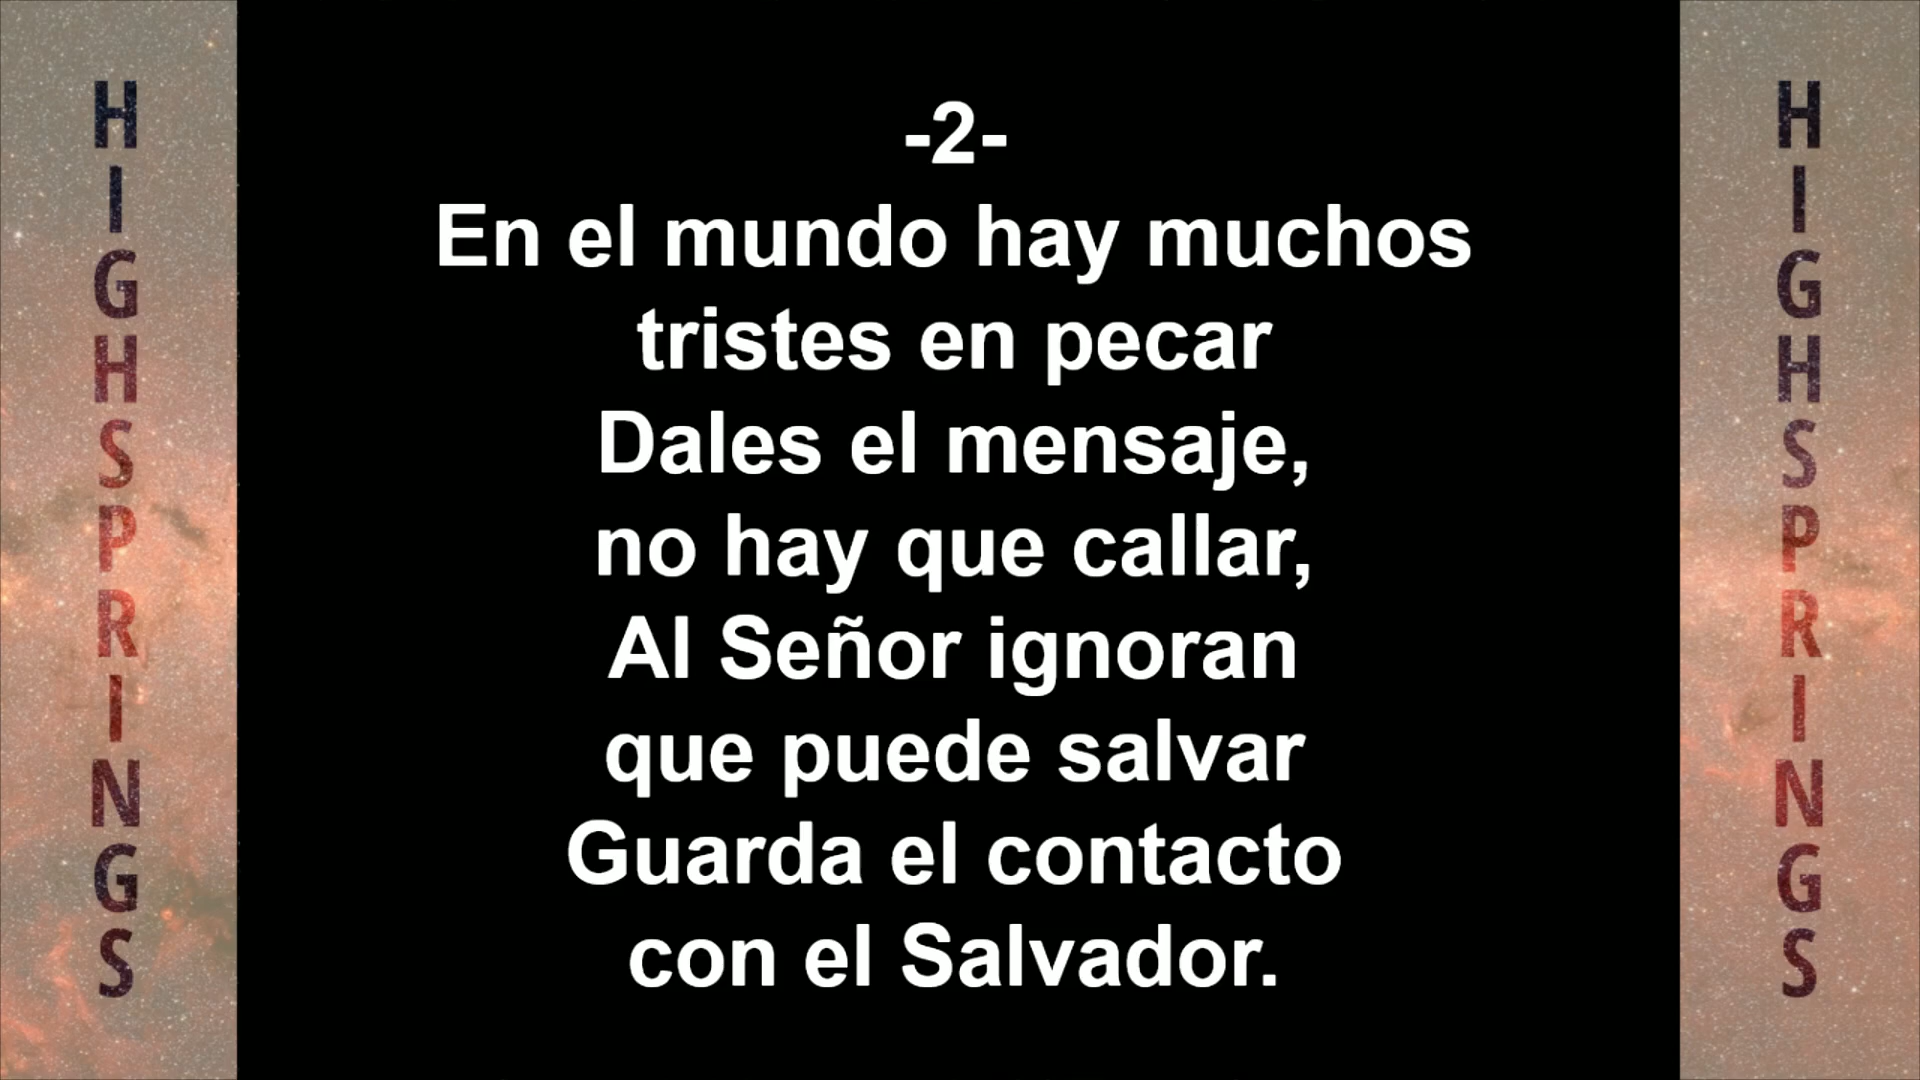 HIGHSPRINGS
-2-
En el mundo hay muchos
tristes en pecar
Dales el mensaje,
no hay que callar,
Al Señor ignoran
que puede salvar
Guarda el contacto
con el Salvador.
HIGHSPRINGS